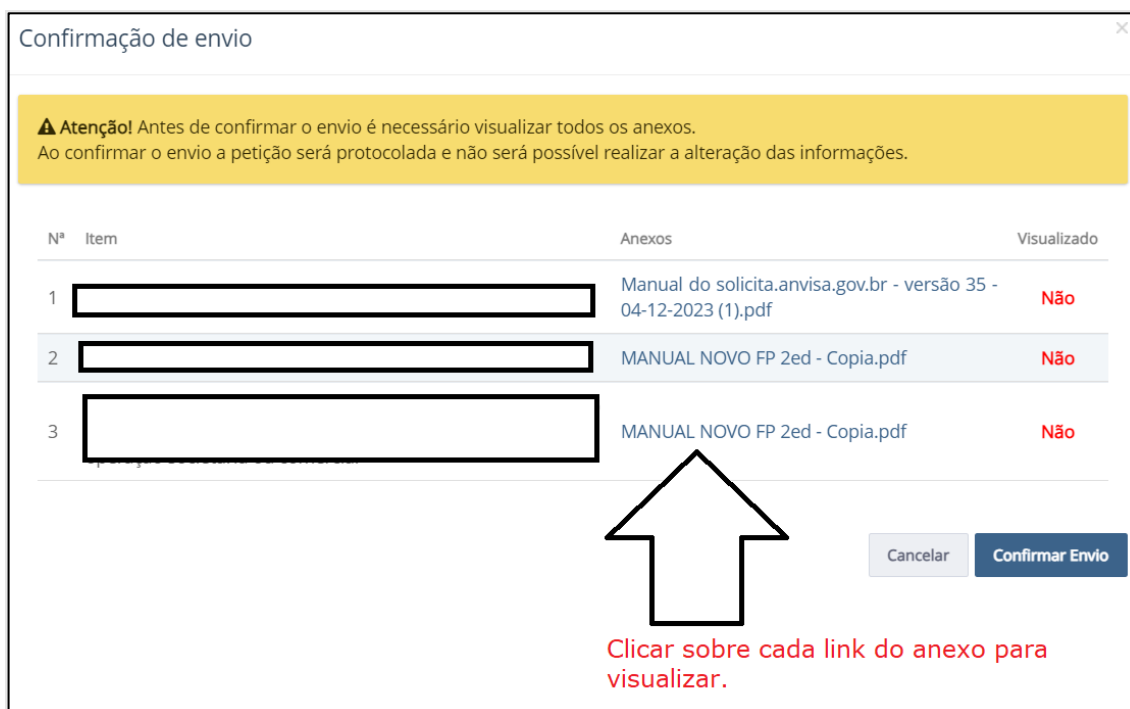 Confirmação de envio
×
Atenção! Antes de confirmar o envio é necessário visualizar todos os anexos.
Ao confirmar o envio a petição será protocolada e não será possível realizar a alteração das informações.
Nª Item Anexos Visualizado
1 Manual do solicita.anvisa.gov.br - versão 35 - Não
04-12-2023 (1).pdf
2 MANUAL NOVO FP 2ed - Copia.pdf Não
3 MANUAL NOVO FP 2ed - Copia.pdf Não
Cancelar Confirmar Envio
Clicar sobre cada link do anexo para
visualizar.